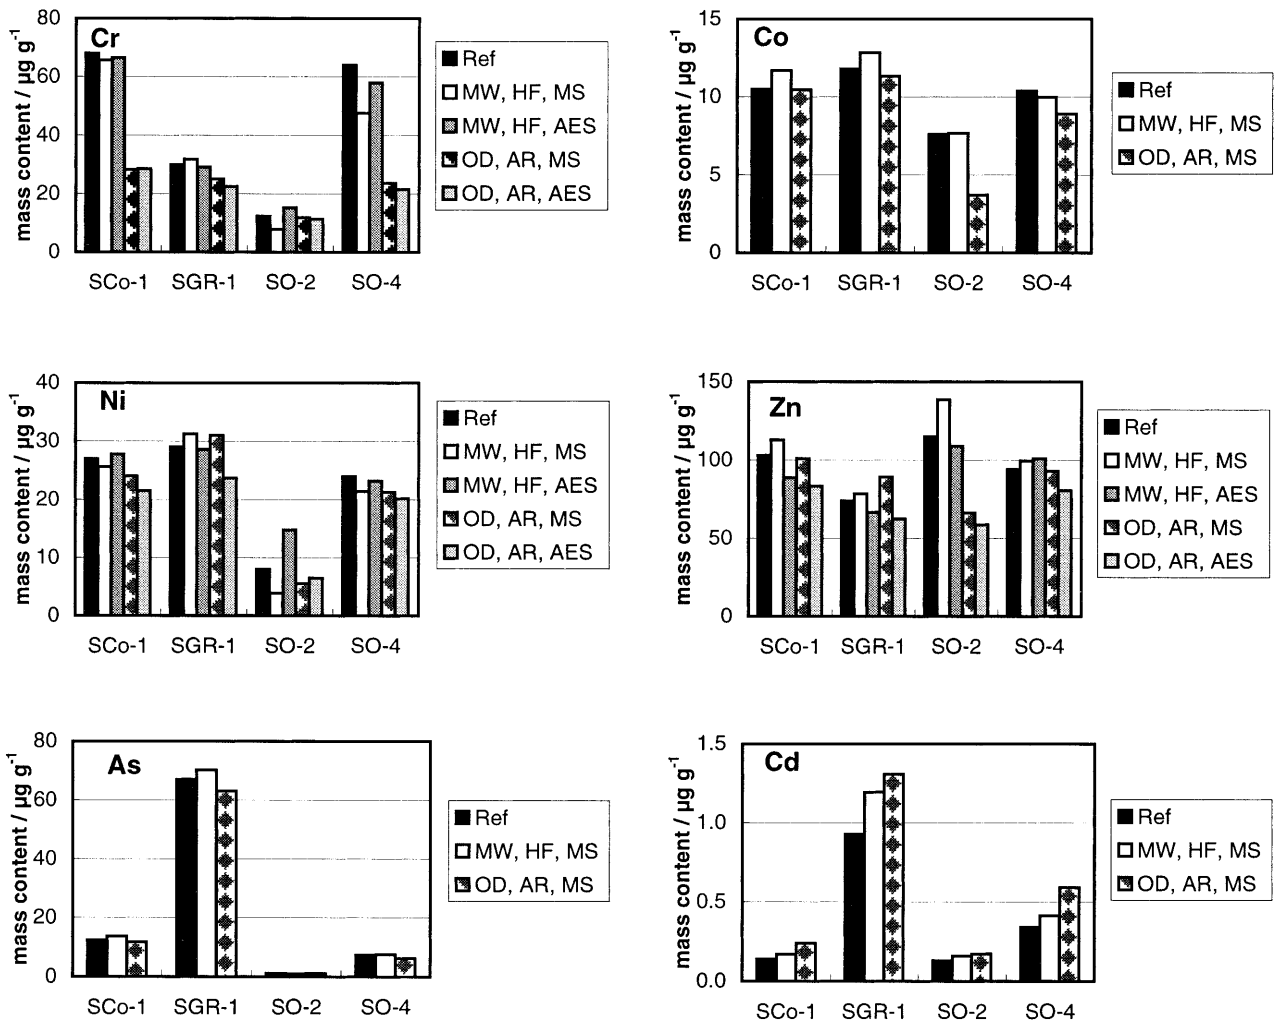 Cr
mass content / µg g-1
80
60
40
20
0
SCo-1 SGR-1 SO-2 SO-4
Ref
MW, HF, MS
MW, HF, AES
OD, AR, MS
OD, AR, AES
Co
mass content / µg g-1
15
10
5
0
SCo-1 SGR-1 SO-2 SO-4
Ref
MW, HF, MS
OD, AR, MS
Ni
mass content / µg g-1
40
30
20
10
0
SCo-1 SGR-1 SO-2 SO-4
Ref
MW, HF, MS
MW, HF, AES
OD, AR, MS
OD, AR, AES
Zn
mass content / µg g-1
150
100
50
0
SCo-1 SGR-1 SO-2 SO-4
Ref
MW, HF, MS
MW, HF, AES
OD, AR, MS
OD, AR, AES
As
mass content / µg g-1
80
60
40
20
0
SCo-1 SGR-1 SO-2 SO-4
Ref
MW, HF, MS
OD, AR, MS
Cd
mass content / µg g-1
1.5
1.0
0.5
0.0
SCo-1 SGR-1 SO-2 SO-4
Ref
MW, HF, MS
OD, AR, MS